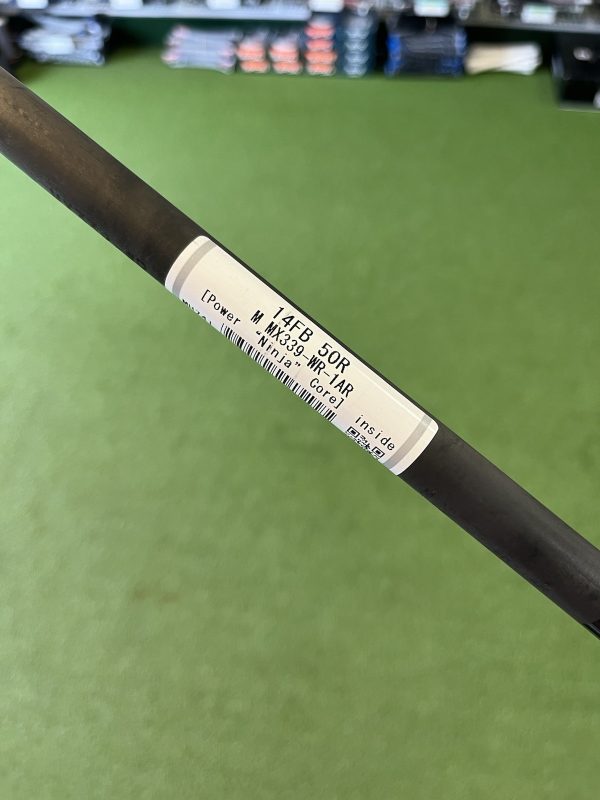 14FB 50R
M MX339-WR-1AR
[Power "Ninja" Core] inside